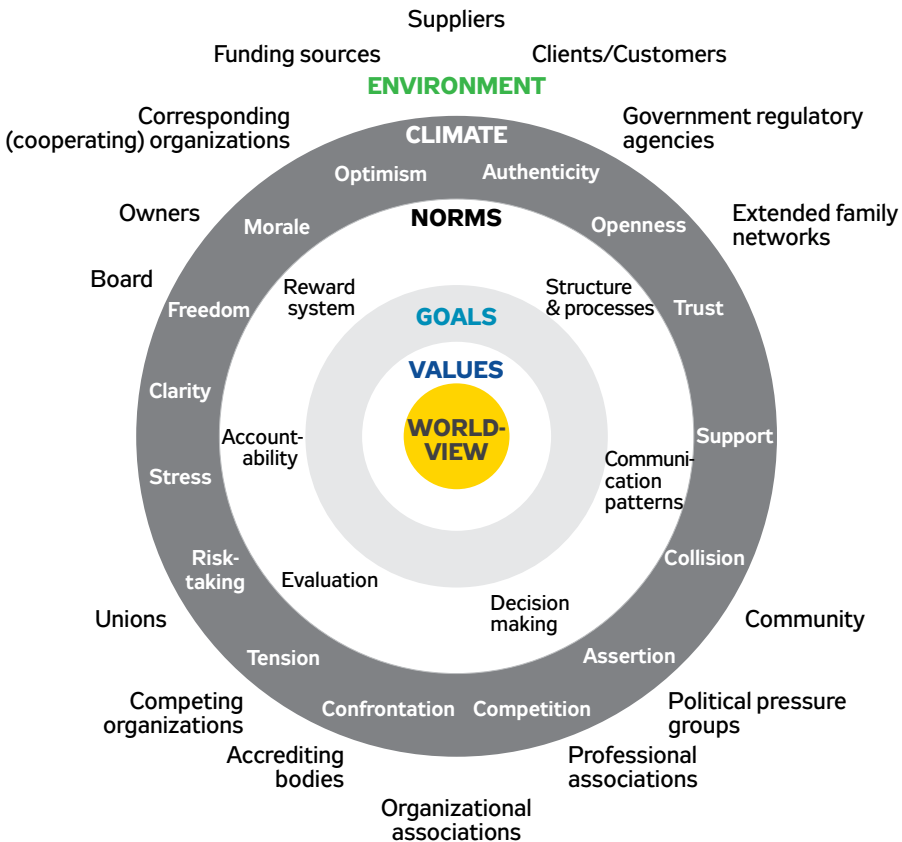 Suppliers
Funding sources
Clients/Customers
ENVIRONMENT
Corresponding
(cooperating) organizations
Government regulatory
agencies
CLIMATE
Optimism
Authenticity
Owners
Morale
NORMS
Openness
Extended family
networks
Board
Freedom
Reward
system
Structure
& processes
Trust
GOALS
VALUES
Clarity
WORLD-
VIEW
Account-
ability
Support
Communi-
cation
patterns
Stress
Risk-
taking
Collision
Evaluation
Decision
making
Unions
Community
Tension
Assertion
Competing
organizations
Confrontation
Competition
Political pressure
groups
Accrediting
bodies
Professional
associations
Organizational
associations